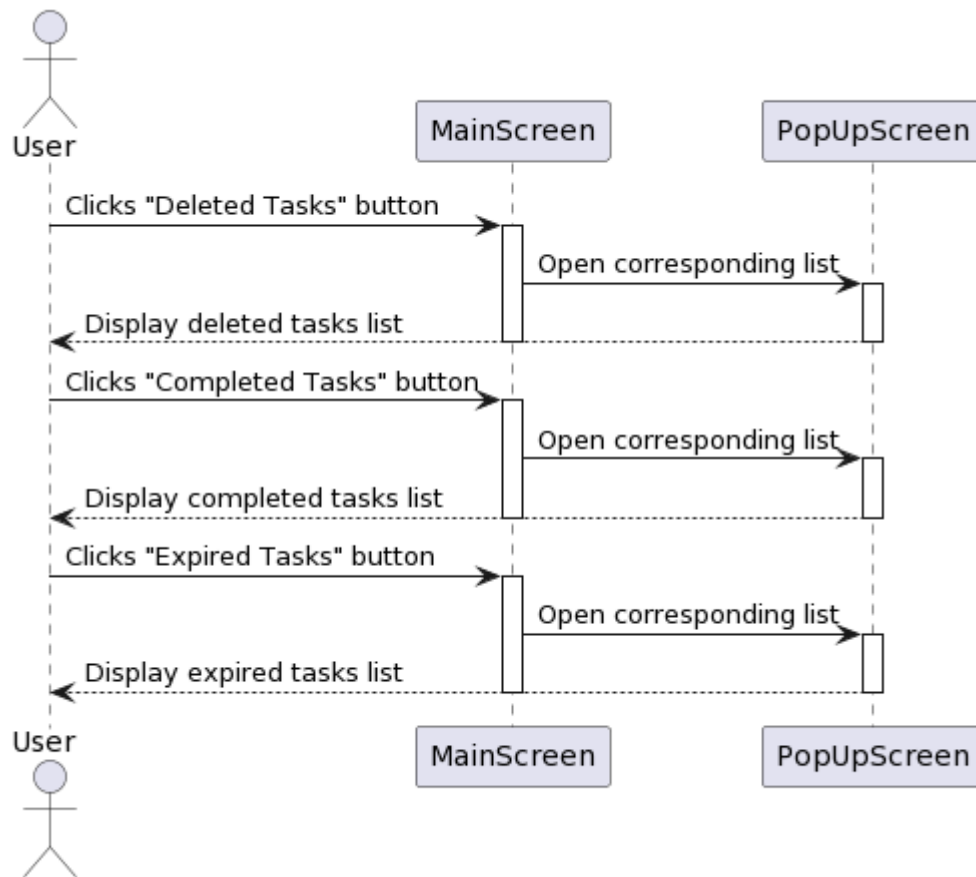 User
MainScreen
PopUpScreen
Clicks "Deleted Tasks" button
Open corresponding list
Display deleted tasks list
Clicks "Completed Tasks" button
Open corresponding list
Display completed tasks list
Clicks "Expired Tasks" button
Open corresponding list
Display expired tasks list
User
MainScreen
PopUpScreen